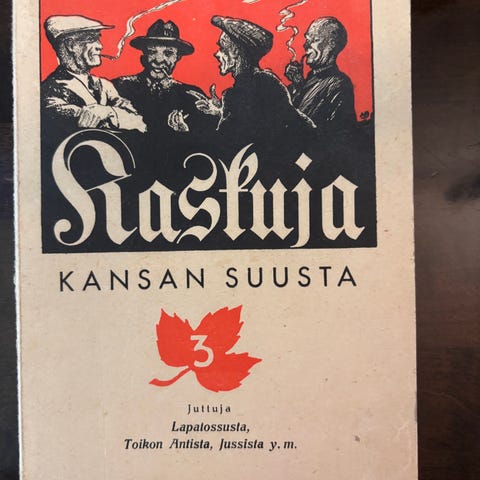 Kaskuja
KANSAN SUUSTA
3
Juttuja
Lapatossusta,
Toikon Antista, Jussista y. m.